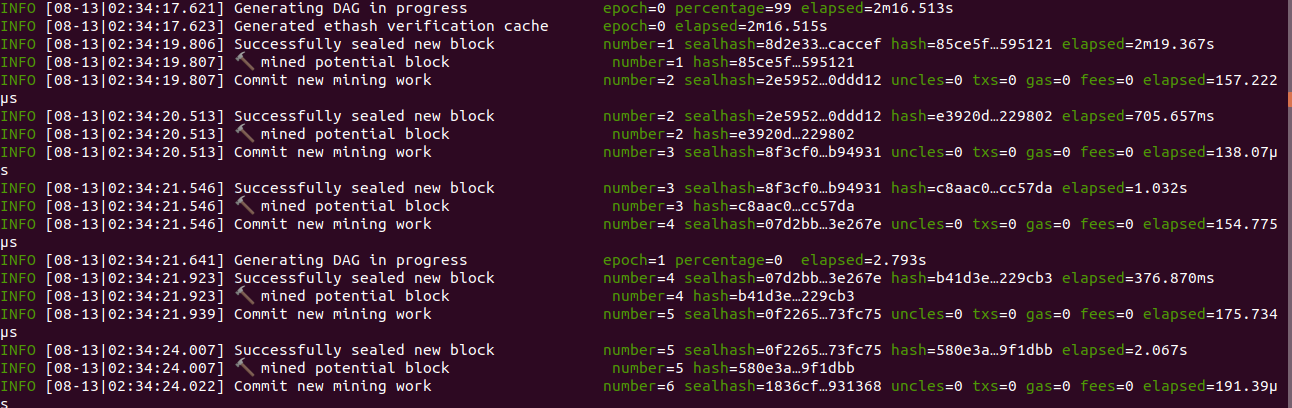 INFO [08-13|02:34:17.621] Generating DAG in progress epoch=0 percentage=99 elapsed=2m16.513s
INFO [08-13|02:34:17.623] Generated ethash verification cache epoch=0 elapsed=2m16.515s
INFO [08-13|02:34:19.806] Successfully sealed new block number=1 sealhash=8d2e33…caccef hash=85ce5f…595121 elapsed=2m19.367s
INFO [08-13|02:34:19.807] 🔨 mined potential block number=1 hash=85ce5f…595121
INFO [08-13|02:34:19.807] Commit new mining work number=2 sealhash=2e5952…0ddd12 uncles=0 txs=0 gas=0 fees=0 elapsed=157.222
µs
INFO [08-13|02:34:20.513] Successfully sealed new block number=2 sealhash=2e5952…0ddd12 hash=e3920d…229802 elapsed=705.657ms
INFO [08-13|02:34:20.513] 🔨 mined potential block number=2 hash=e3920d…229802
INFO [08-13|02:34:20.513] Commit new mining work number=3 sealhash=8f3cf0…b94931 uncles=0 txs=0 gas=0 fees=0 elapsed=138.07µ
s
INFO [08-13|02:34:21.546] Successfully sealed new block number=3 sealhash=8f3cf0…b94931 hash=c8aac0…cc57da elapsed=1.032s
INFO [08-13|02:34:21.546] 🔨 mined potential block number=3 hash=c8aac0…cc57da
INFO [08-13|02:34:21.546] Commit new mining work number=4 sealhash=07d2bb…3e267e uncles=0 txs=0 gas=0 fees=0 elapsed=154.775
µs
INFO [08-13|02:34:21.641] Generating DAG in progress epoch=1 percentage=0 elapsed=2.793s
INFO [08-13|02:34:21.923] Successfully sealed new block number=4 sealhash=07d2bb…3e267e hash=b41d3e…229cb3 elapsed=376.870ms
INFO [08-13|02:34:21.923] 🔨 mined potential block number=4 hash=b41d3e…229cb3
INFO [08-13|02:34:21.939] Commit new mining work number=5 sealhash=0f2265…73fc75 uncles=0 txs=0 gas=0 fees=0 elapsed=175.734
µs
INFO [08-13|02:34:24.007] Successfully sealed new block number=5 sealhash=0f2265…73fc75 hash=580e3a…9f1dbb elapsed=2.067s
INFO [08-13|02:34:24.007] 🔨 mined potential block number=5 hash=580e3a…9f1dbb
INFO [08-13|02:34:24.022] Commit new mining work number=6 sealhash=1836cf…931368 uncles=0 txs=0 gas=0 fees=0 elapsed=191.39µ
s